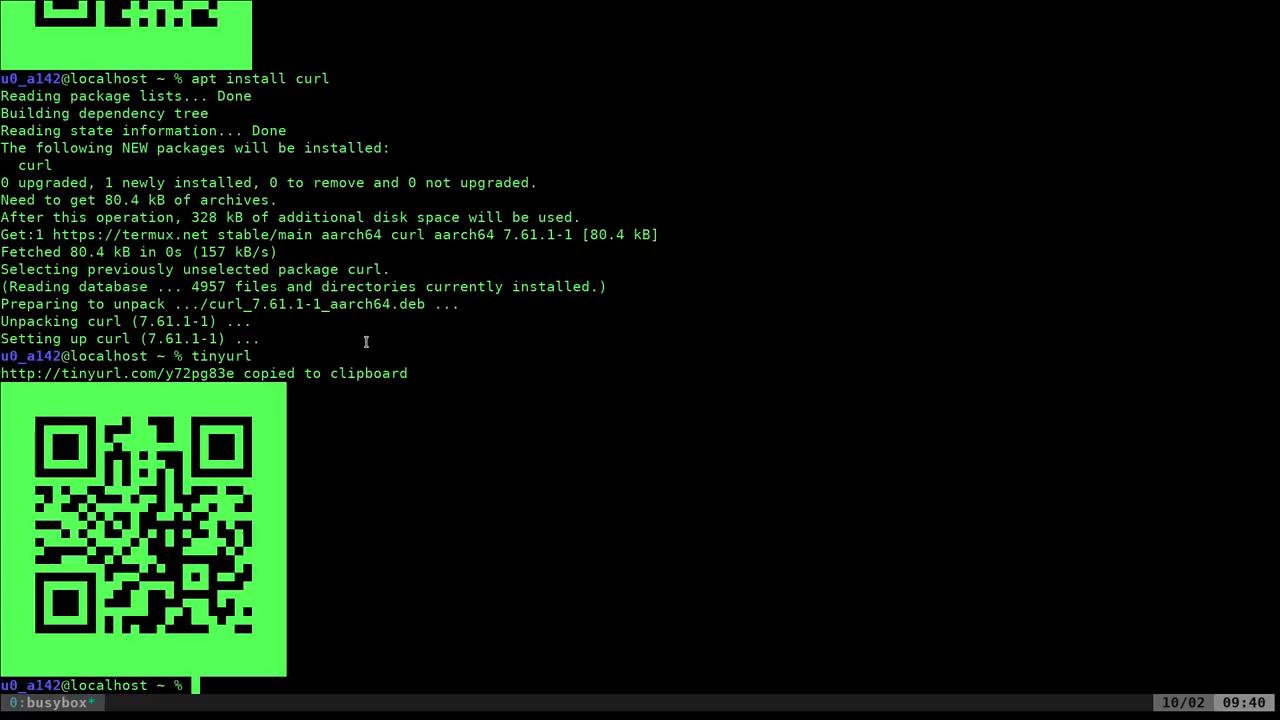 u0_a142@localhost ~ % apt install curl
Reading package lists... Done
Building dependency tree
Reading state information... Done
The following NEW packages will be installed:
  curl
0 upgraded, 1 newly installed, 0 to remove and 0 not upgraded.
Need to get 80.4 kB of archives.
After this operation, 328 kB of additional disk space will be used.
Get:1 https://termux.net stable/main aarch64 curl aarch64 7.61.1-1 [80.4 kB]
Fetched 80.4 kB in 0s (157 kB/s)
Selecting previously unselected package curl.
(Reading database ... 4957 files and directories currently installed.)
Preparing to unpack .../curl_7.61.1-1_aarch64.deb ...
Unpacking curl (7.61.1-1) ...
Setting up curl (7.61.1-1) ...
u0_a142@localhost ~ % tinyurl
http://tinyurl.com/y72pg83e copied to clipboard
u0_a142@localhost ~ %
0:busybox* 10/02 09:40